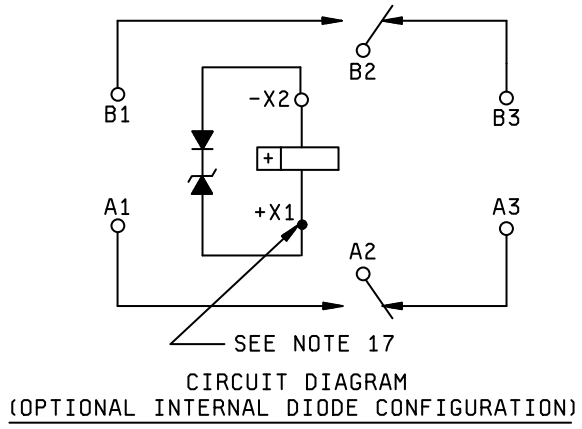 B2
-X2
B1
B3
+
A1
+X1
A3
A2
SEE NOTE 17
CIRCUIT DIAGRAM
(OPTIONAL INTERNAL DIODE CONFIGURATION)